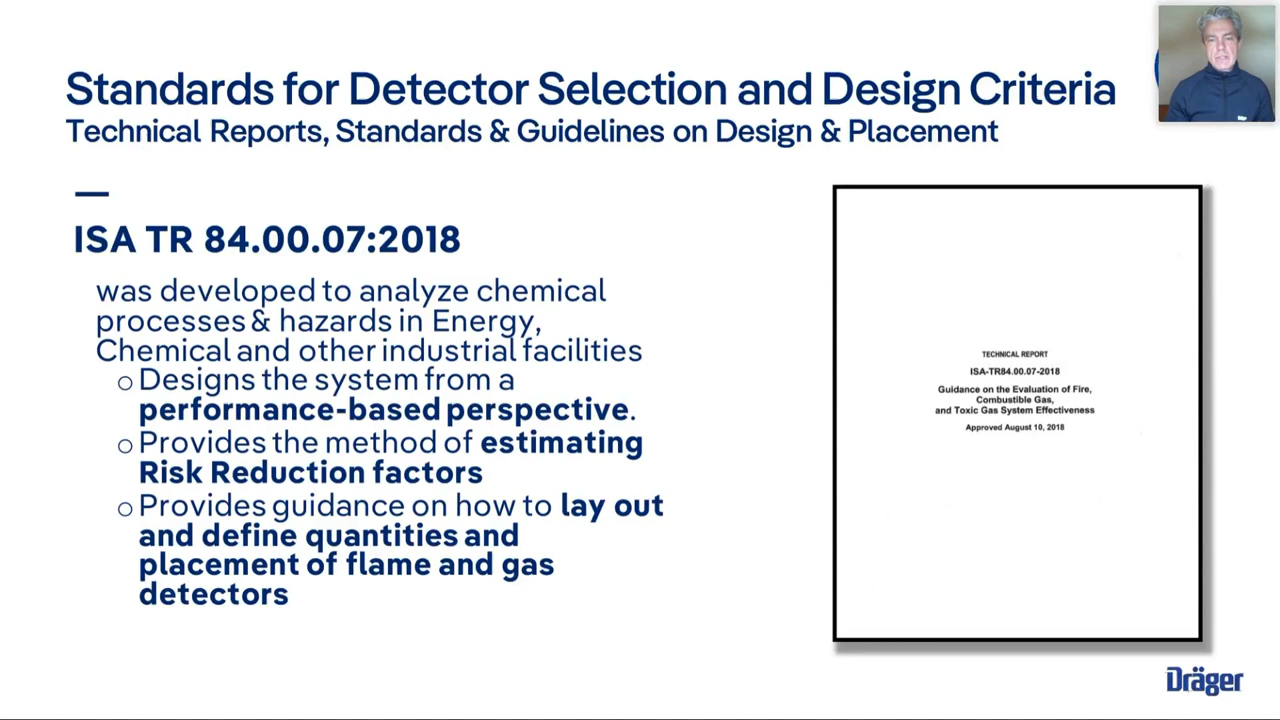 Standards for Detector Selection and Design Criteria
Technical Reports, Standards & Guidelines on Design & Placement
ISA TR 84.00.07:2018
was developed to analyze chemical
processes & hazards in Energy,
Chemical and other industrial facilities
Designs the system from a
performance-based perspective.
Provides the method of estimating
Risk Reduction factors
Provides guidance on how to lay out
and define quantities and
placement of flame and gas
detectors
TECHNICAL REPORT
ISA-TR84.00.07-2018
Guidance on the Evaluation of Fire,
Combustible Gas,
and Toxic Gas System Effectiveness
Approved August 10, 2018
Dräger